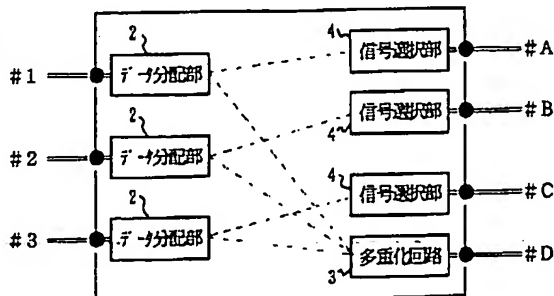 #1
2
データ分配部
4
信号選択部
#A
#2
2
データ分配部
4
信号選択部
#B
#3
2
データ分配部
4
信号選択部
#C
3
多重化回路
#D